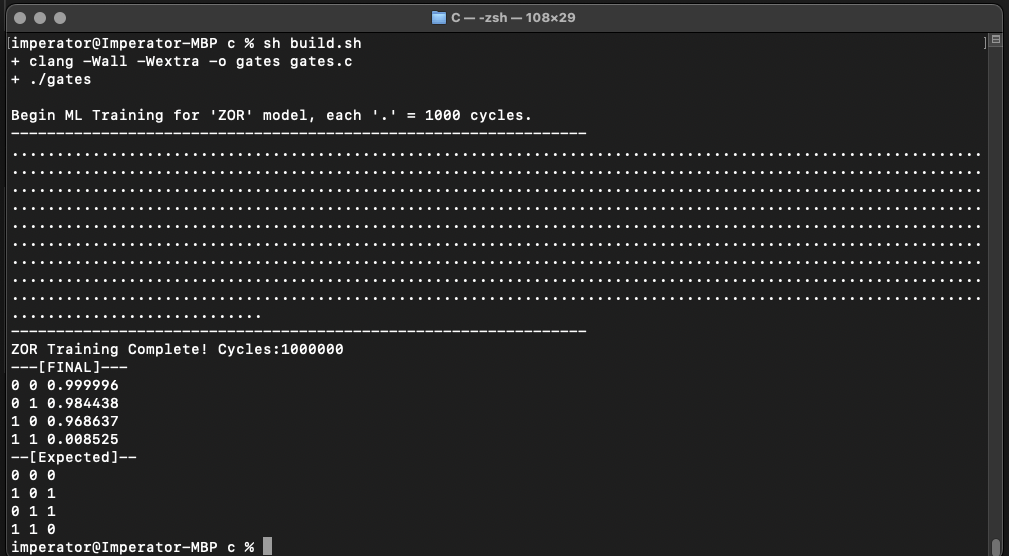 C — -zsh — 108×29
[imperator@Imperator-MBP c % sh build.sh ]
+ clang -Wall -Wextra -o gates gates.c
+ ./gates
Begin ML Training for 'ZOR' model, each '.' = 1000 cycles.
----------------------------------------------------------------
............................................................................................................
............................................................................................................
............................................................................................................
............................................................................................................
............................................................................................................
............................................................................................................
............................................................................................................
............................................................................................................
............................................................................................................
............................
----------------------------------------------------------------
ZOR Training Complete! Cycles:1000000
---[FINAL]---
0 0 0.999996
0 1 0.984438
1 0 0.968637
1 1 0.008525
--[Expected]--
0 0 0
1 0 1
0 1 1
1 1 0
imperator@Imperator-MBP c %